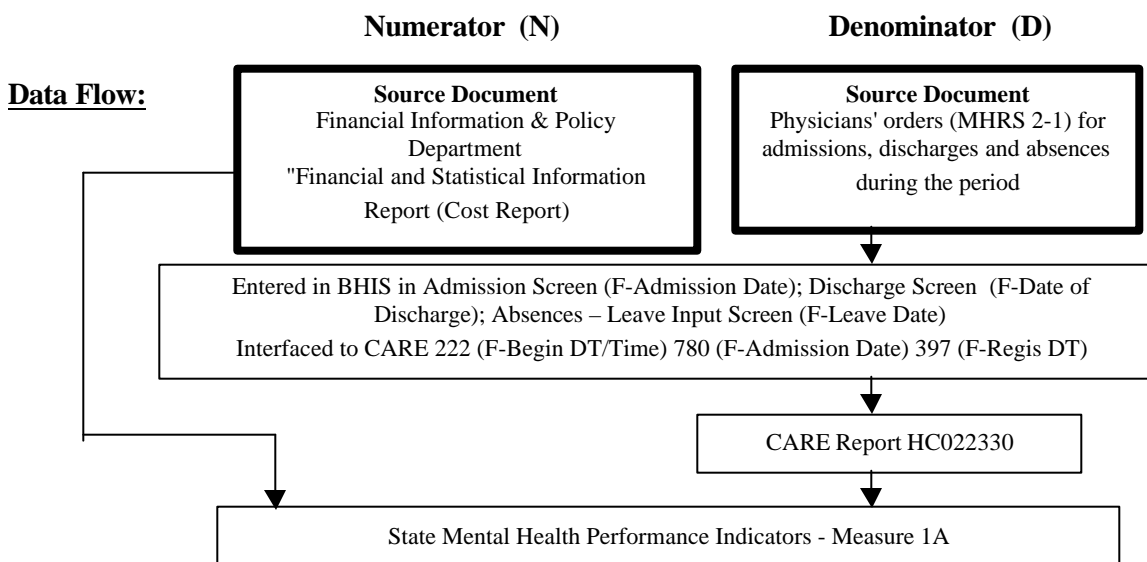 Numerator (N)
Denominator (D)
Data Flow:
Source Document
Financial Information & Policy
Department
"Financial and Statistical Information
Report (Cost Report)
Source Document
Physicians' orders (MHRS 2-1) for
admissions, discharges and absences
during the period
Entered in BHIS in Admission Screen (F-Admission Date); Discharge Screen (F-Date of
Discharge); Absences – Leave Input Screen (F-Leave Date)
Interfaced to CARE 222 (F-Begin DT/Time) 780 (F-Admission Date) 397 (F-Regis DT)
CARE Report HC022330
State Mental Health Performance Indicators - Measure 1A